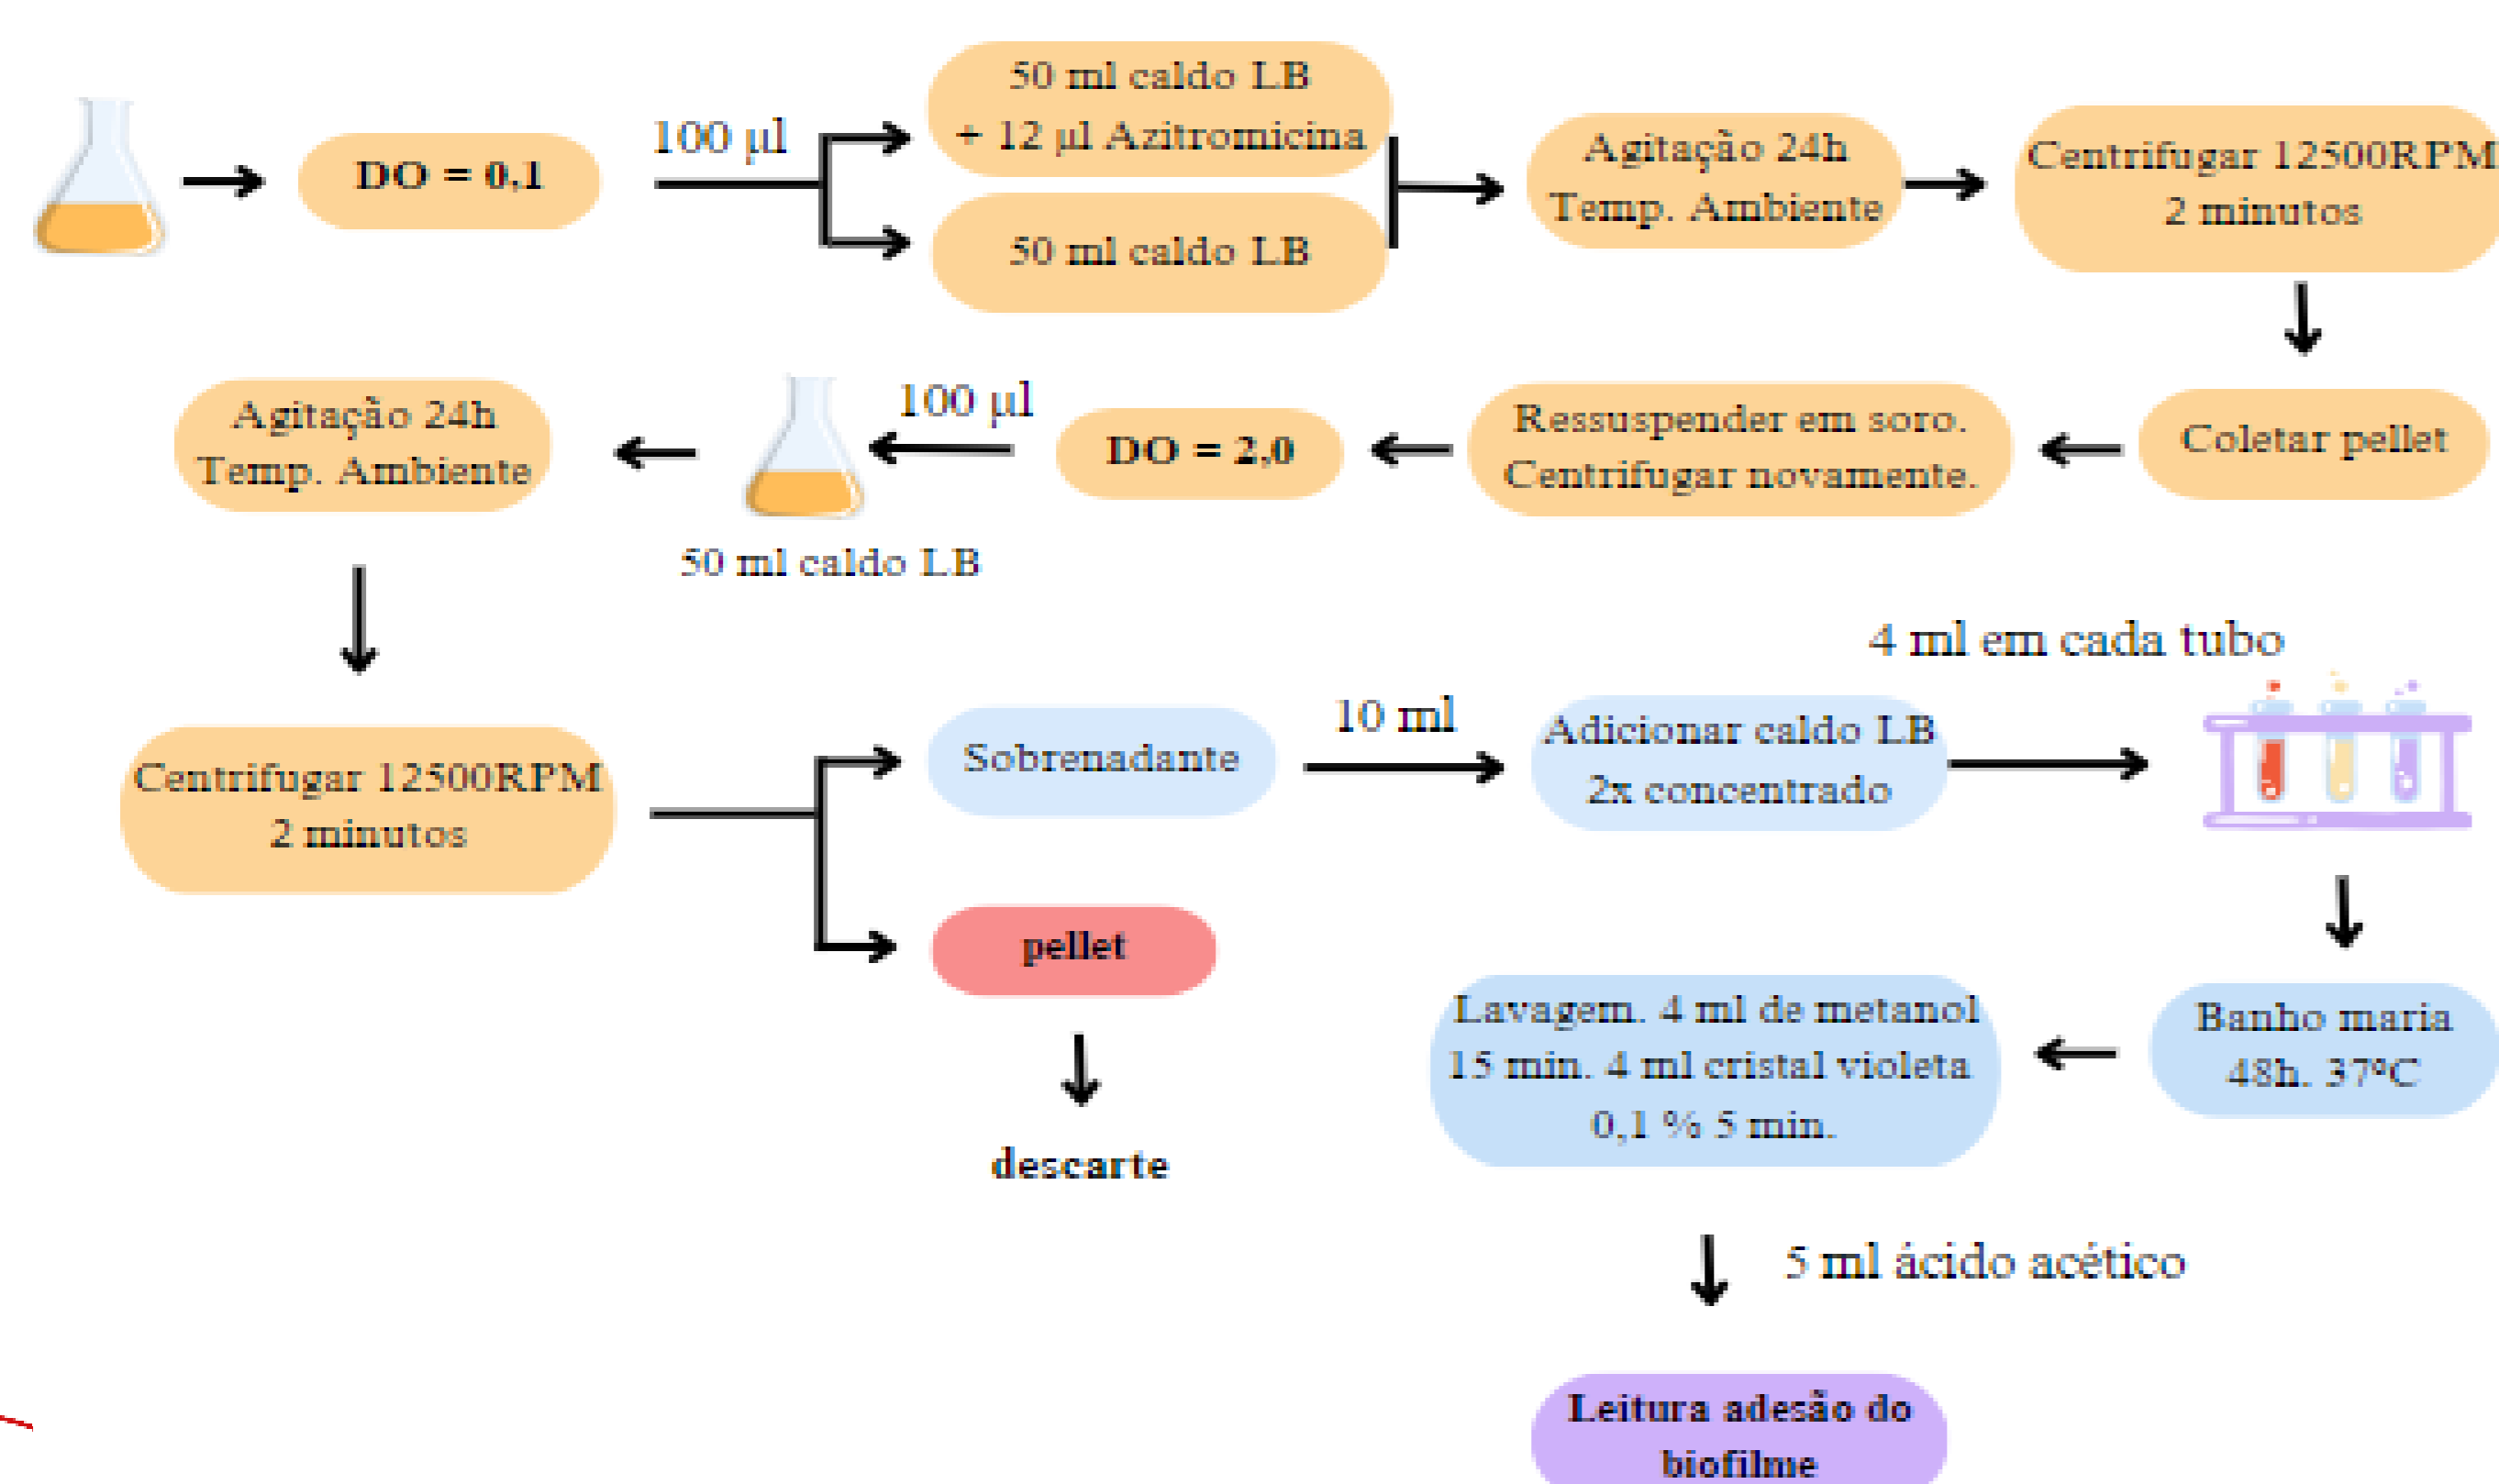 DO = 0,1
100 µl
50 ml caldo LB
+ 12 µl Azitromicina
50 ml caldo LB
Agitação 24h
Temp. Ambiente
Centrifugar 12500RPM
2 minutos
Coletar pellet
Ressuspender em soro.
Centrifugar novamente.
DO = 2,0
100 µl
50 ml caldo LB
Agitação 24h
Temp. Ambiente
Centrifugar 12500RPM
2 minutos
Sobrenadante
pellet
descarte
10 ml
Adicionar caldo LB
2x concentrado
4 ml em cada tubo
Banho maria
48h. 37ºC
Lavagem. 4 ml de metanol
15 min. 4 ml cristal violeta
0,1 % 5 min.
5 ml ácido acético
Leitura adesão do
biofilme